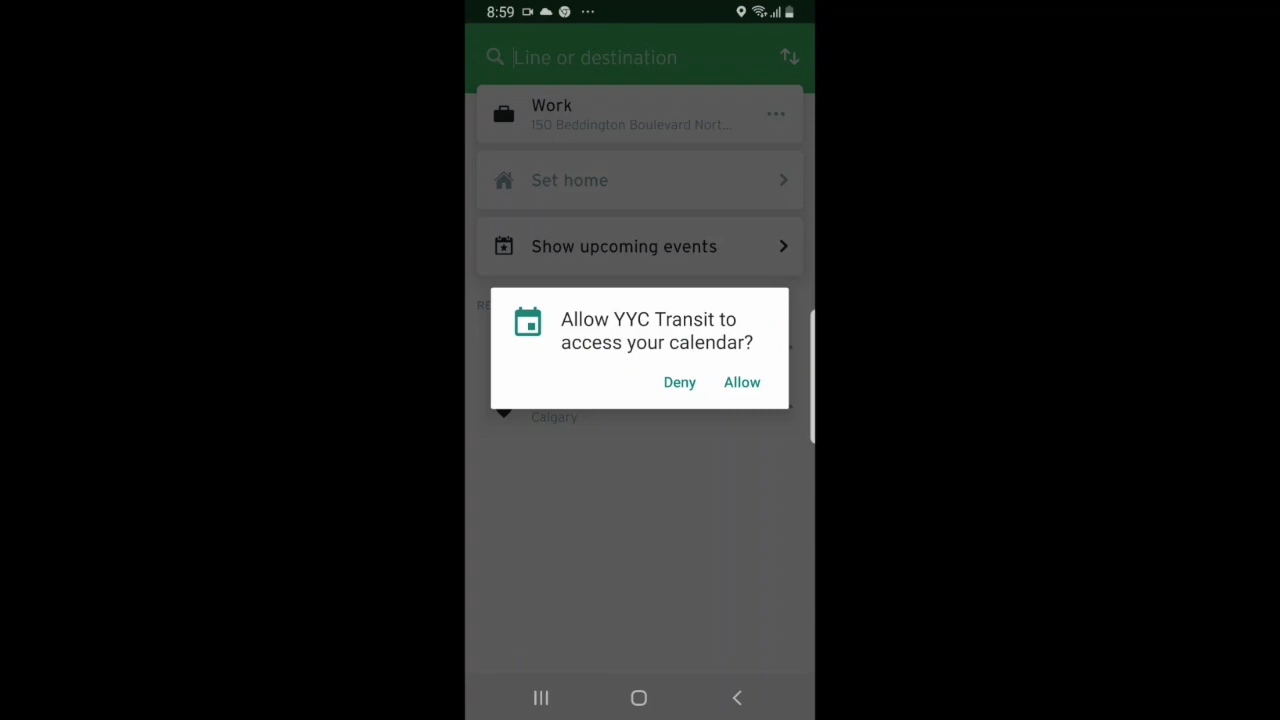 8:59
Line or destination
Work
150 Beddington Boulevard Nort...
Set home
Show upcoming events
Allow YYC Transit to
access your calendar?
Deny Allow
Calgary